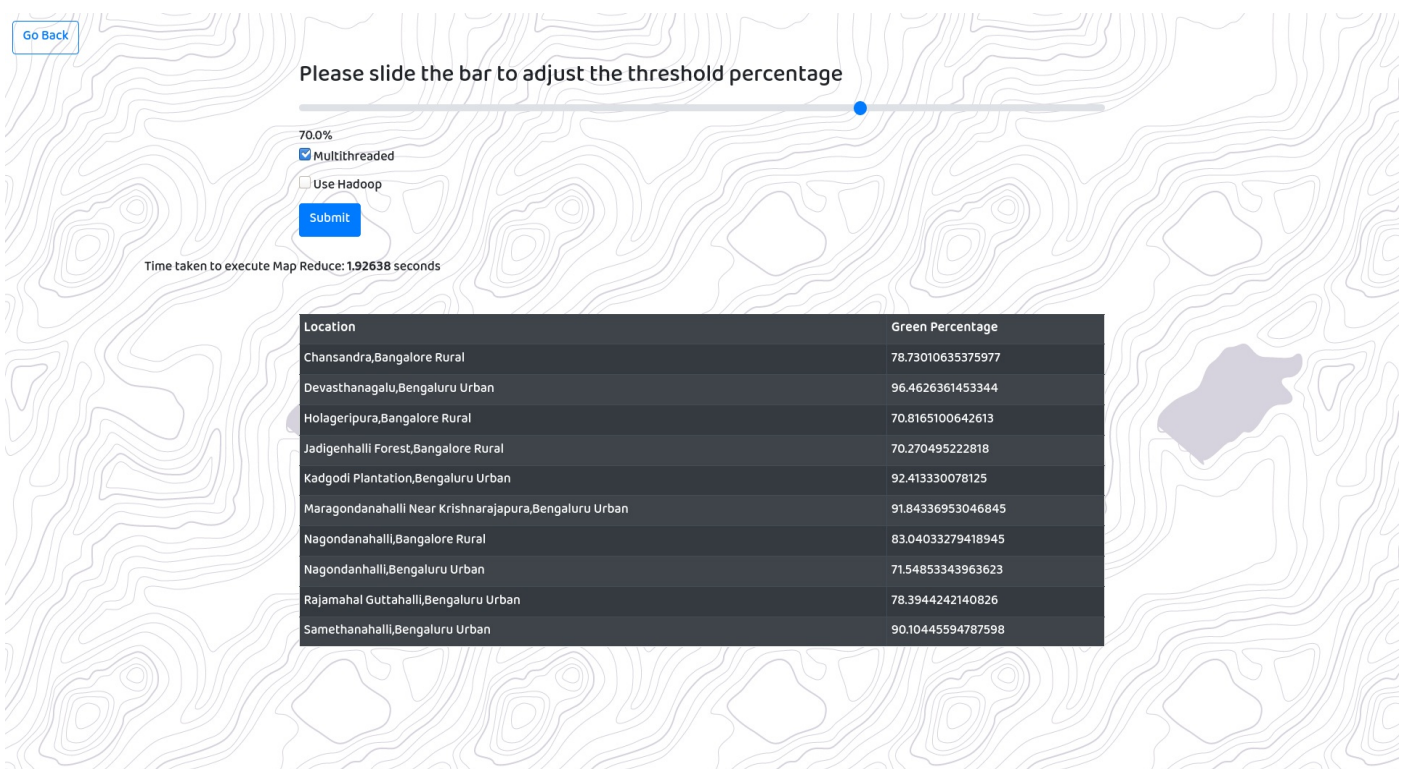 Go Back
Please slide the bar to adjust the threshold percentage
70.0%
Multithreaded
Use Hadoop
Submit
Time taken to execute Map Reduce: 1.92638 seconds
Location Green Percentage
Chansandra,Bangalore Rural 78.73010635375977
Devasthanagalu,Bengaluru Urban 96.4626361453344
Holageripura,Bangalore Rural 70.8165100642613
Jadigenhalli Forest,Bangalore Rural 70.270495222818
Kadgodi Plantation,Bengaluru Urban 92.413330078125
Maragondanahalli Near Krishnarajapura,Bengaluru Urban 91.84336953046845
Nagondanahalli,Bangalore Rural 83.04033279418945
Nagondanhalli,Bengaluru Urban 71.54853343963623
Rajamahal Guttahalli,Bengaluru Urban 78.3944242140826
Samethanahalli,Bengaluru Urban 90.10445594787598